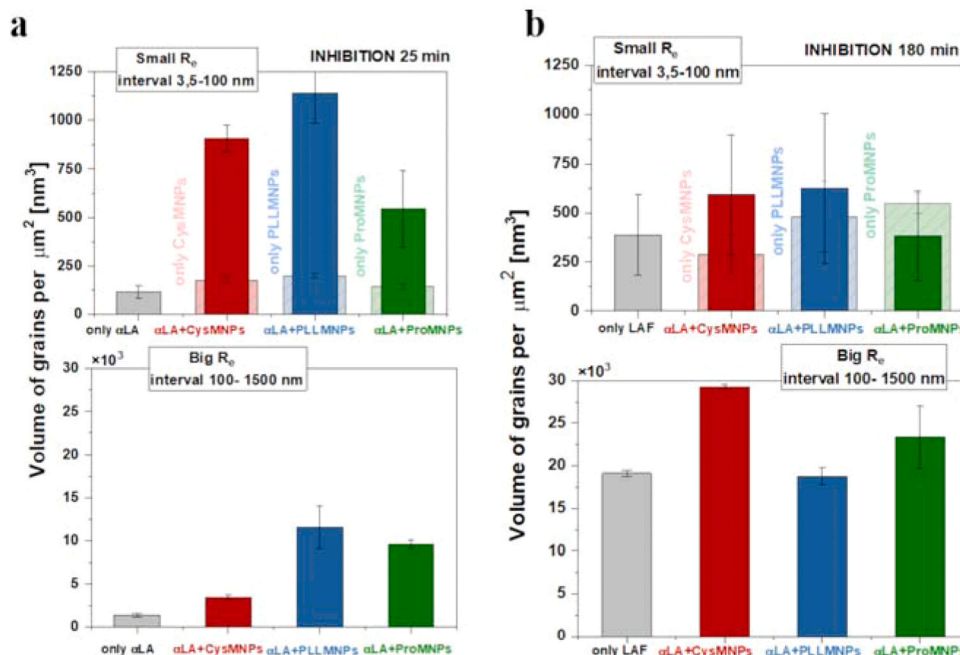 a
Small Re
interval 3,5-100 nm
INHIBITION 25 min
1250
1000
750
500
250
0
only CysMNPs
only PLLMNPs
only ProMNPs
only αLA
αLA+CysMNPs
αLA+PLLMNPs
αLA+ProMNPs
Volume of grains per μm² [nm³]
×10³
Big Re
interval 100- 1500 nm
30
25
20
15
10
5
0
only αLA
αLA+CysMNPs
αLA+PLLMNPs
αLA+ProMNPs
b
Small Re
interval 3,5-100 nm
INHIBITION 180 min
1250
1000
750
500
250
0
only CysMNPs
only PLLMNPs
only ProMNPs
only LAF
αLA+CysMNPs
αLA+PLLMNPs
αLA+ProMNPs
Volume of grains per μm² [nm³]
×10³
Big Re
interval 100- 1500 nm
30
20
10
0
only LAF
αLA+CysMNPs
αLA+PLLMNPs
αLA+ProMNPs